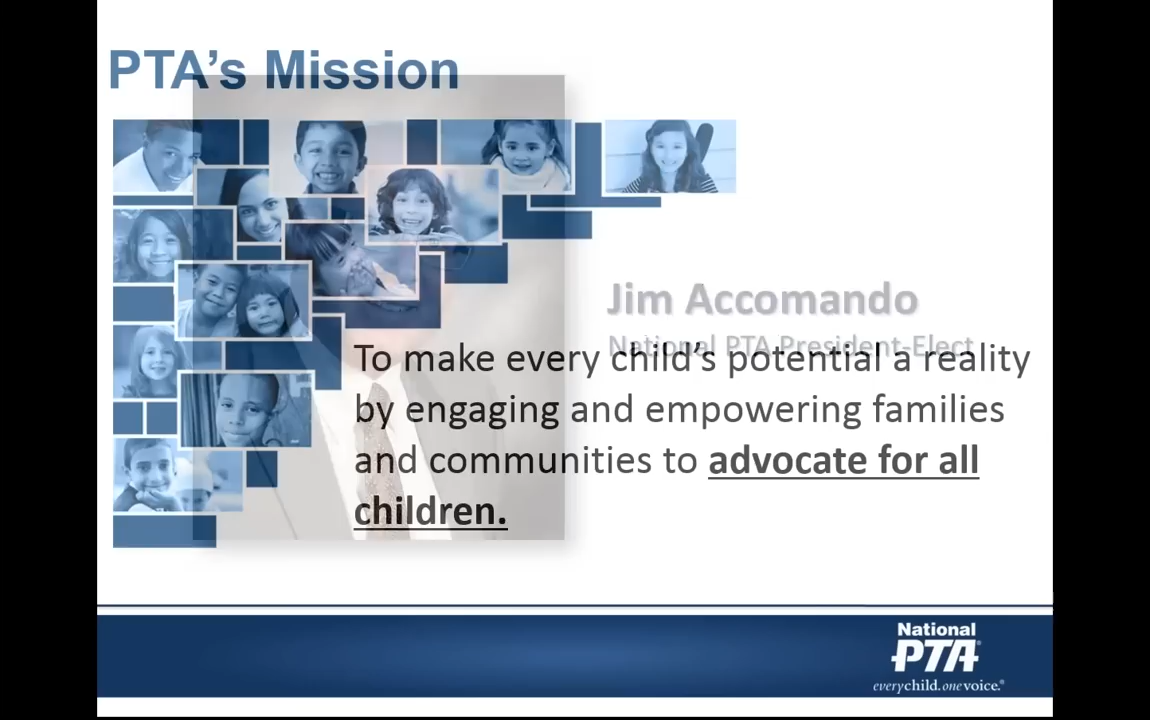 PTA's Mission
Jim Accomando
National PTA President-Elect
To make every child's potential a reality
by engaging and empowering families
and communities to advocate for all
children.
National
PTA®
everychild.onevoice.®